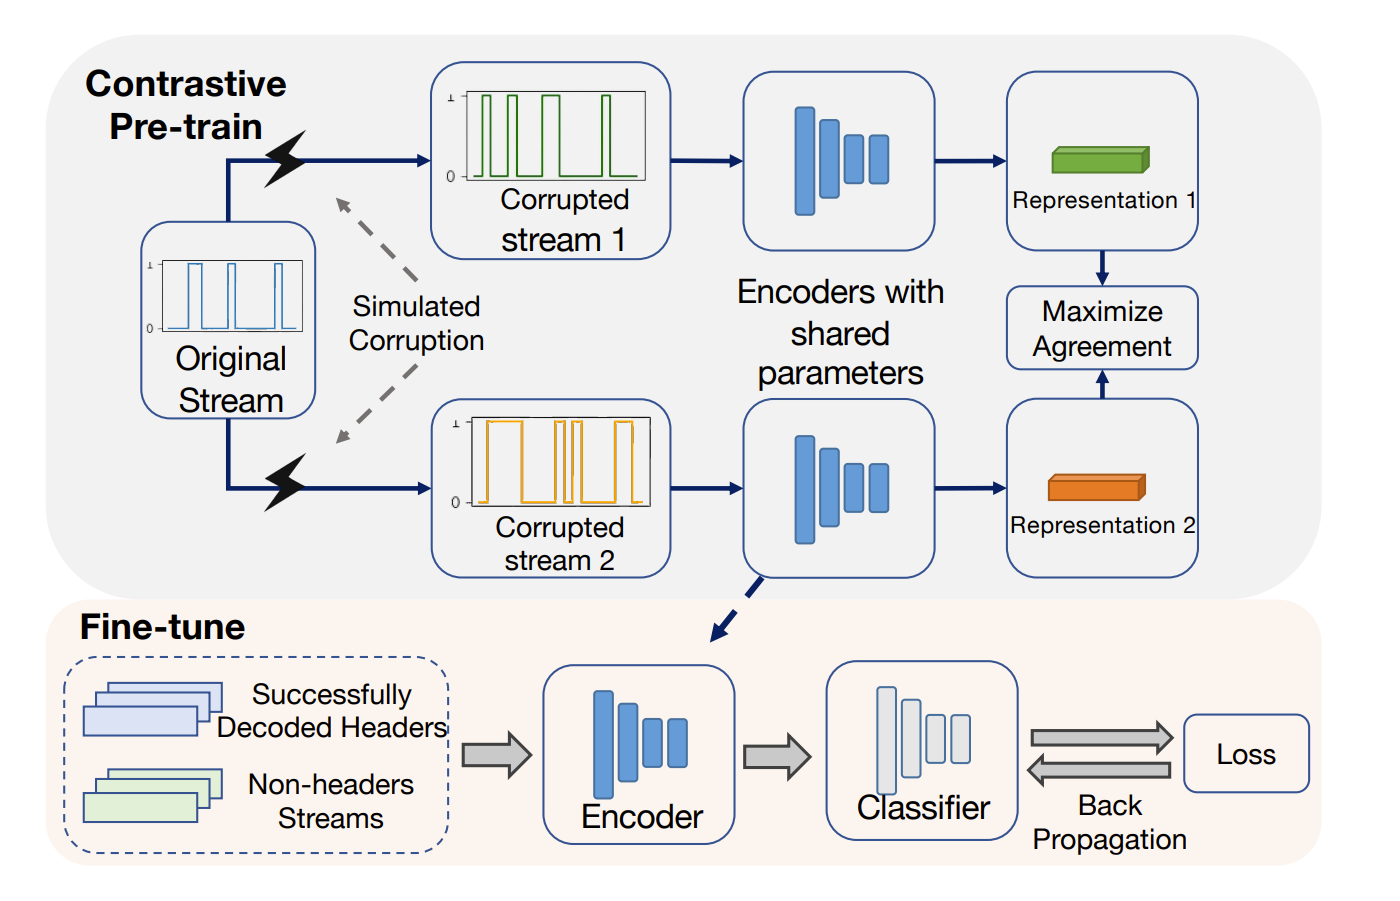 Contrastive
Pre-train
1
0
Corrupted
stream 1
Representation 1
1
0
Original
Stream
Simulated
Corruption
Encoders with
shared
parameters
Maximize
Agreement
1
0
Corrupted
stream 2
Representation 2
Fine-tune
Successfully
Decoded Headers
Non-headers
Streams
Encoder
Classifier
Loss
Back
Propagation